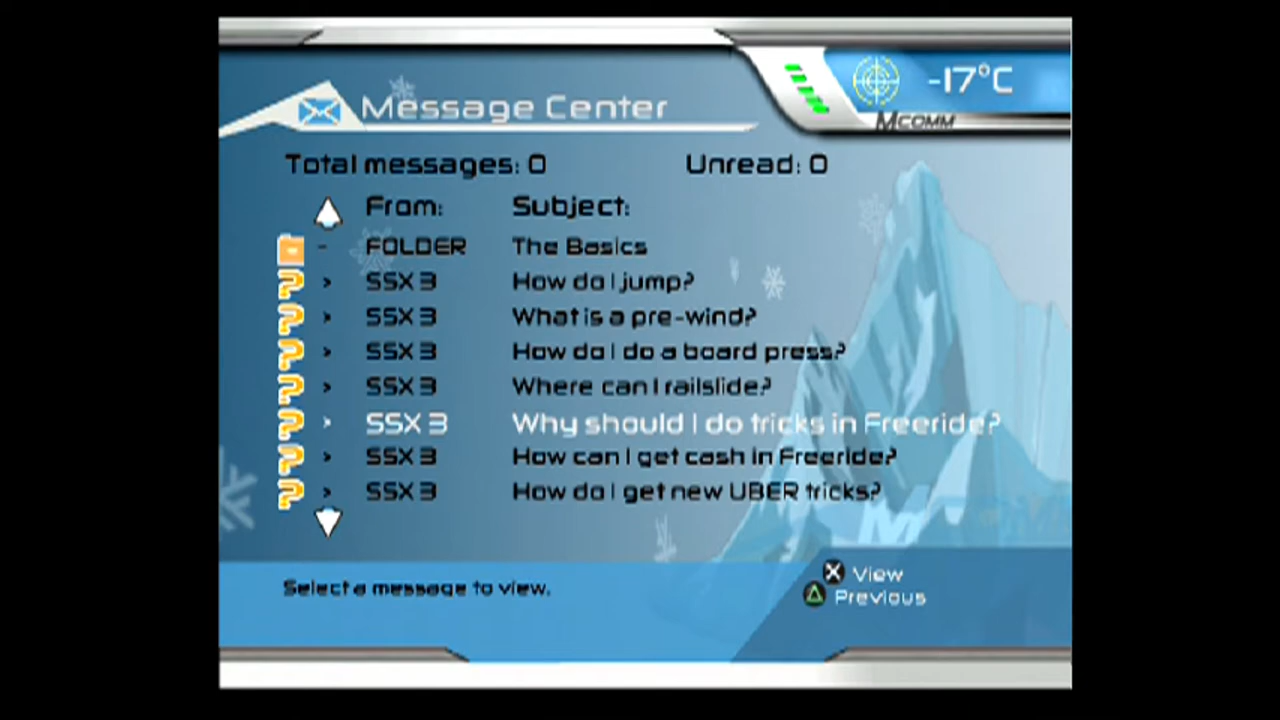 Message Center
-17°C
MCOMM
Total messages: 0 Unread: 0
From: Subject:
- FOLDER The Basics
> SSX 3 How do I jump?
> SSX 3 What is a pre-wind?
> SSX 3 How do I do a board press?
> SSX 3 Where can I railslide?
> SSX 3 Why should I do tricks in Freeride?
> SSX 3 How can I get cash in Freeride?
> SSX 3 How do I get new UBER tricks?
Select a message to view.
View
Previous